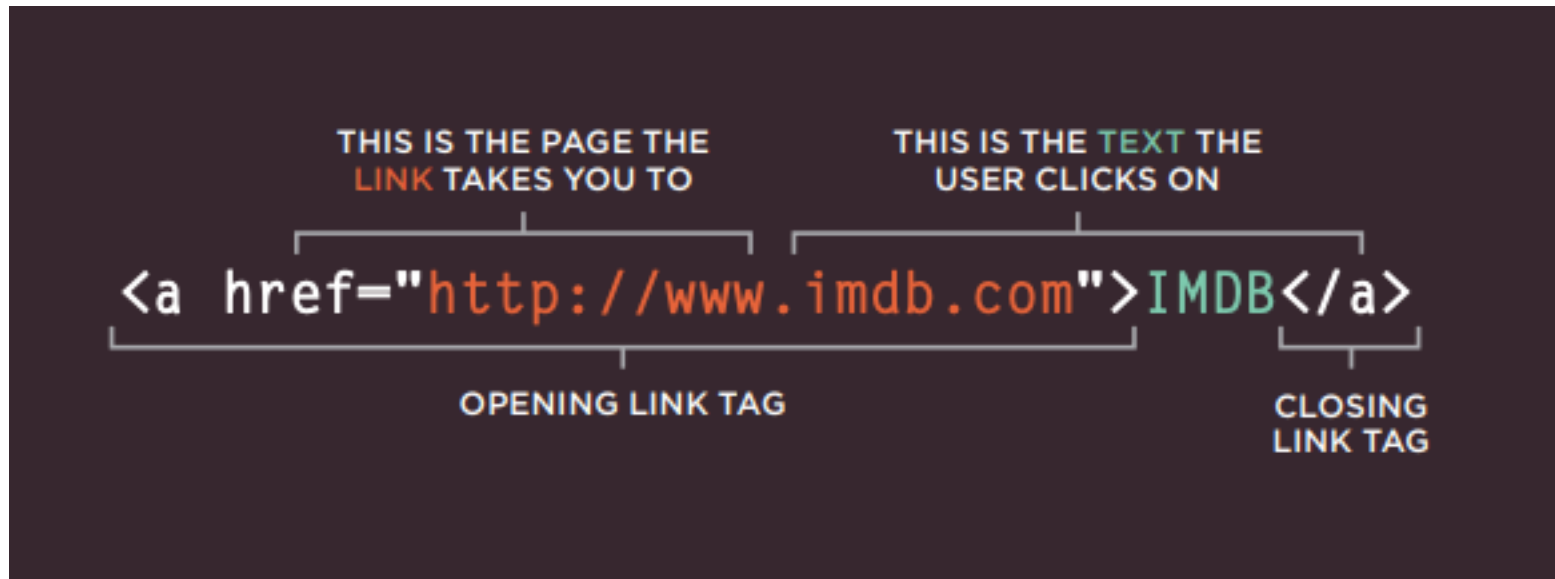 THIS IS THE PAGE THE
LINK TAKES YOU TO
THIS IS THE TEXT THE
USER CLICKS ON
<a href="http://www.imdb.com">IMDB</a>
OPENING LINK TAG
CLOSING
LINK TAG